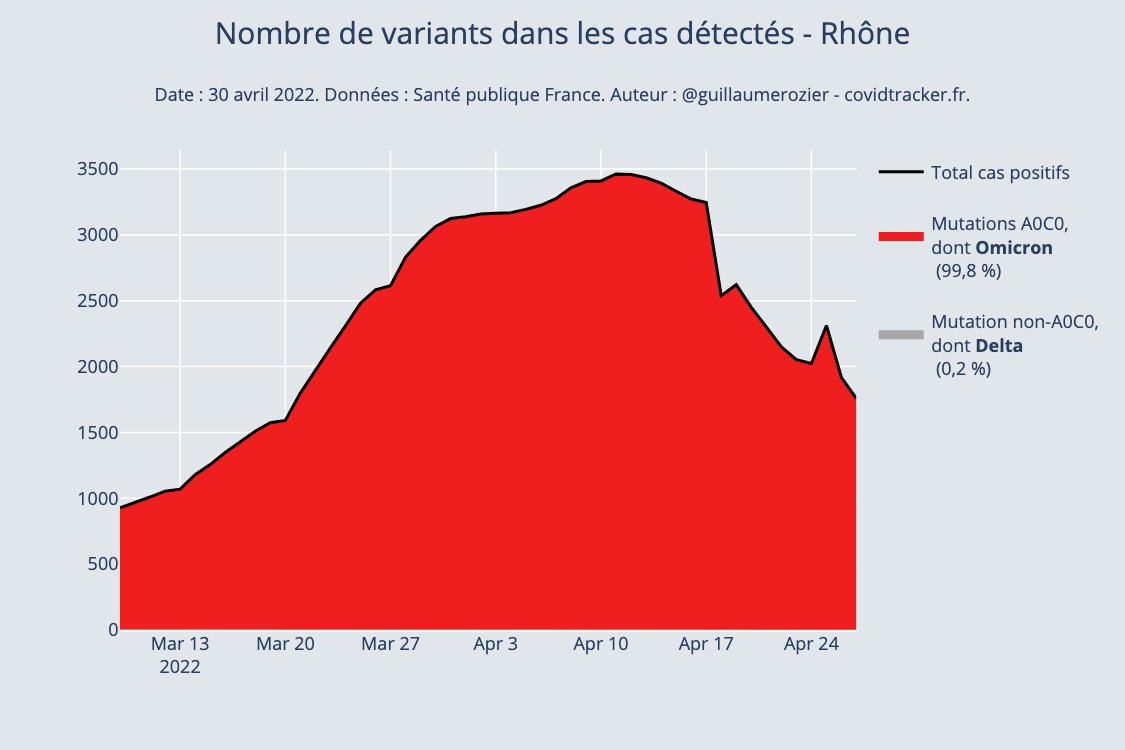 Nombre de variants dans les cas détectés - Rhône
Date : 30 avril 2022. Données : Santé publique France. Auteur : @guillaumerozier - covidtracker.fr.
3500
3000
2500
2000
1500
1000
500
0
Mar 13
2022
Mar 20
Mar 27
Apr 3
Apr 10
Apr 17
Apr 24
Total cas positifs
Mutations A0C0,
dont Omicron
(99,8 %)
Mutation non-A0C0,
dont Delta
(0,2 %)